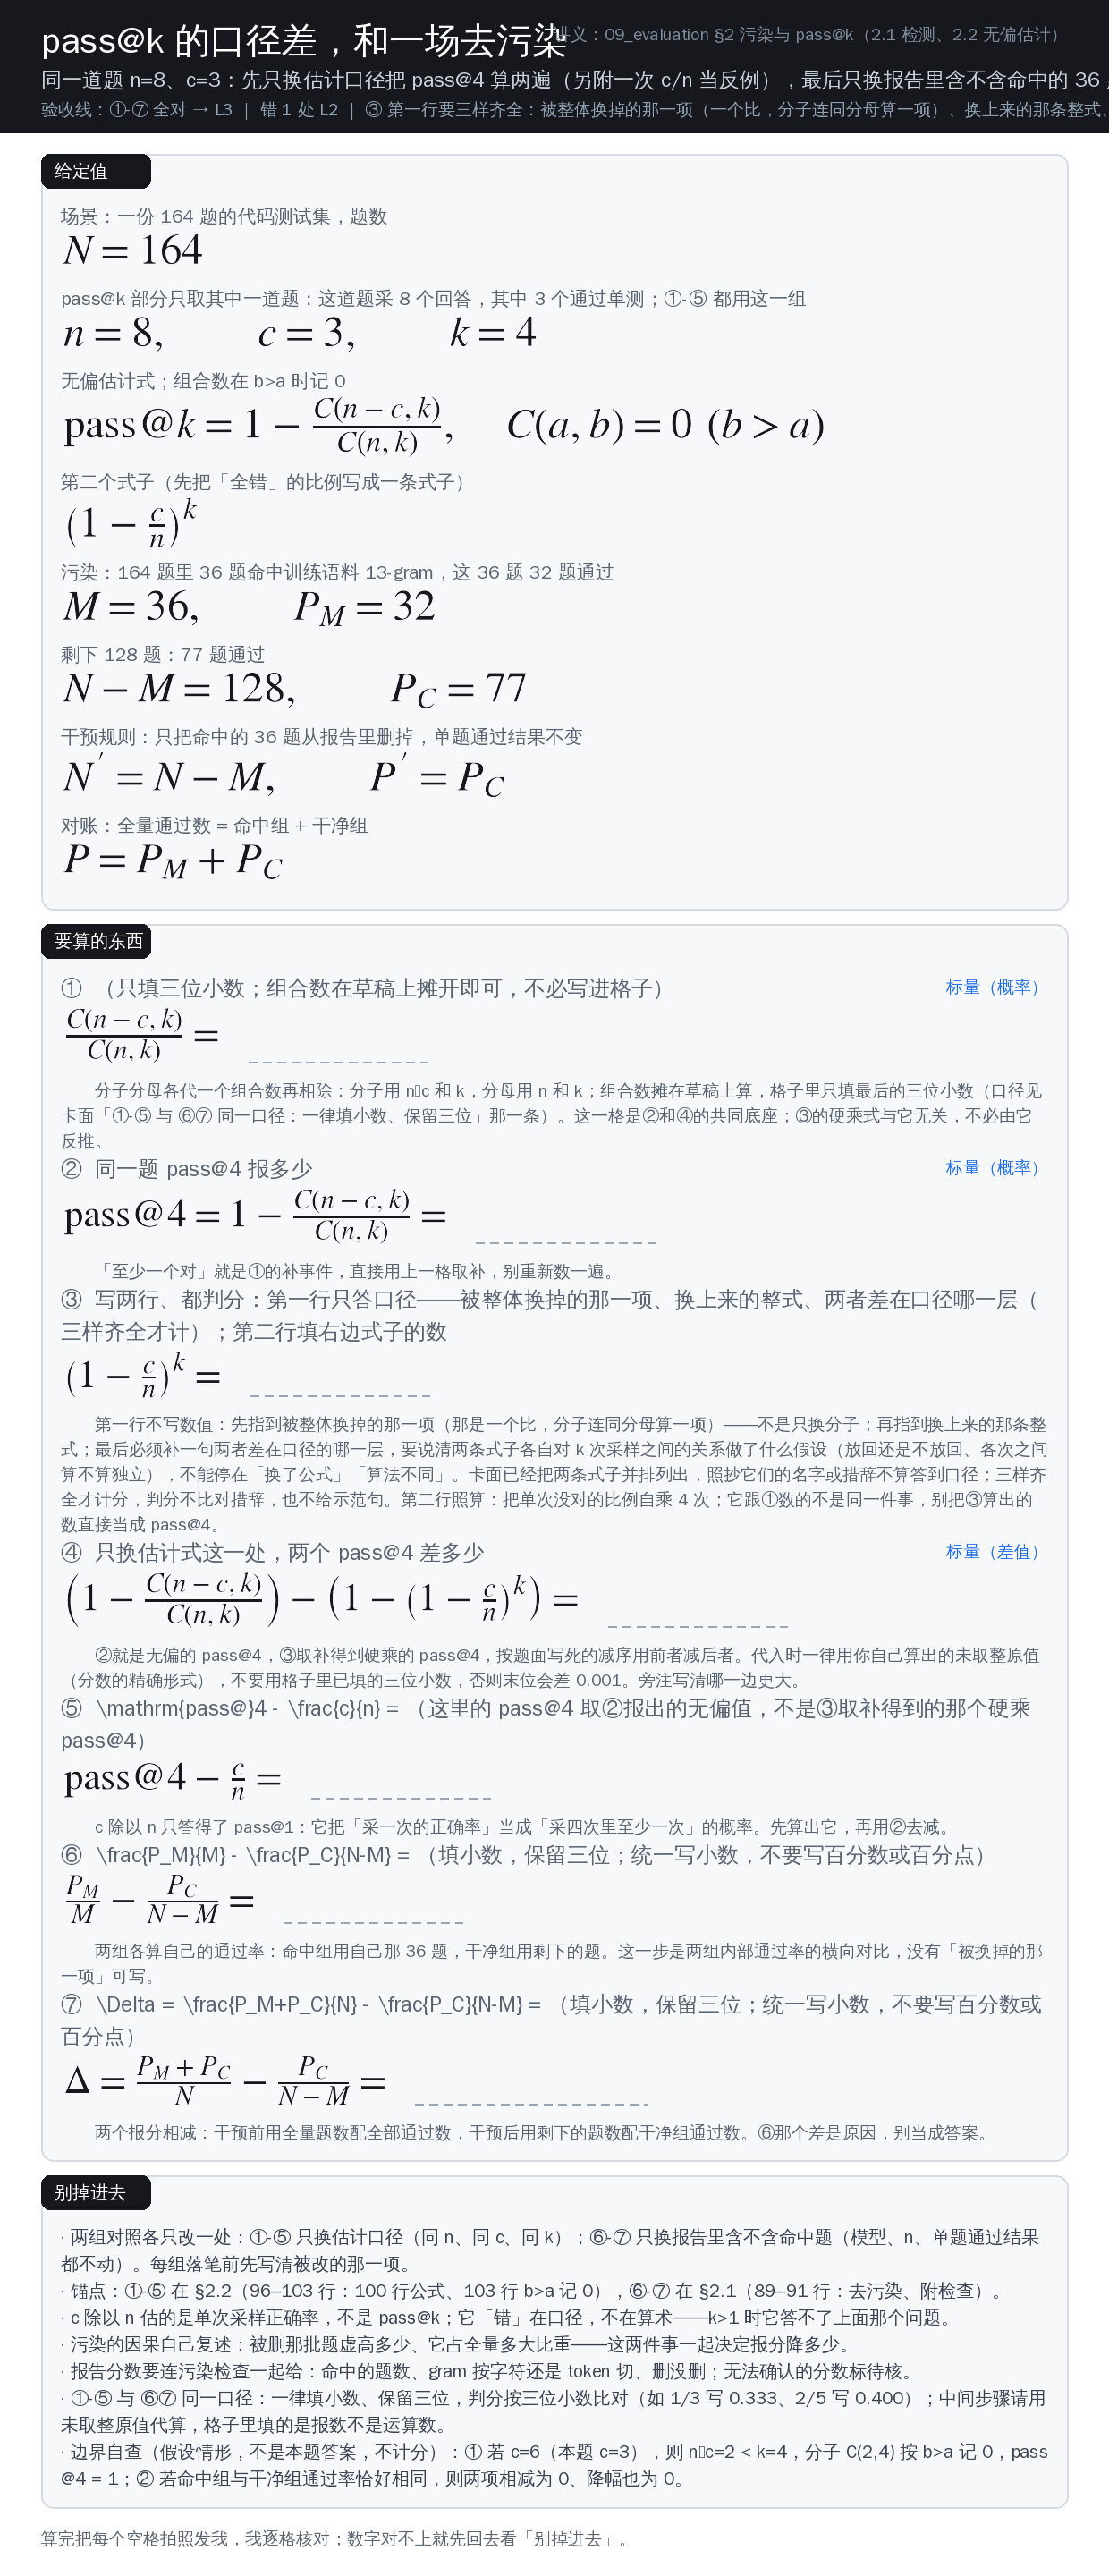 pass@k 的口径差，和一场去污染
讲义：09_evaluation §2 污染与 pass@k（2.1 检测、2.2 无偏估计）
同一道题 n=8、c=3：先只换估计口径把 pass@4 算两遍（另附一次 c/n 当反例），最后只换报告里含不含命中的 36
验收线：①-⑦ 全对 → L3 ｜ 错 1 处 L2 ｜ ③ 第一行要三样齐全：被整体换掉的那一项（一个比，分子连同分母算一项）、换上来的那条整式、
给定值
场景：一份 164 题的代码测试集，题数
N = 164
pass@k 部分只取其中一道题：这道题采 8 个回答，其中 3 个通过单测；①-⑤ 都用这一组
n = 8, c = 3, k = 4
无偏估计式；组合数在 b>a 时记 0
pass@k = 1 − C(n − c, k)/C(n, k), C(a, b) = 0 (b > a)
第二个式子（先把「全错」的比例写成一条式子）
(1 − c/n)^k
污染：164 题里 36 题命中训练语料 13-gram，这 36 题 32 题通过
M = 36, P_M = 32
剩下 128 题：77 题通过
N − M = 128, P_C = 77
干预规则：只把命中的 36 题从报告里删掉，单题通过结果不变
N′ = N − M, P′ = P_C
对账：全量通过数 = 命中组 + 干净组
P = P_M + P_C
要算的东西
① （只填三位小数；组合数在草稿上摊开即可，不必写进格子）
标量（概率）
C(n − c, k)/C(n, k) =
分子分母各代一个组合数再相除：分子用 n▯c 和 k，分母用 n 和 k；组合数摊在草稿上算，格子里只填最后的三位小数（口径见
卡面「①-⑤ 与 ⑥⑦ 同一口径：一律填小数、保留三位」那一条）。这一格是②和④的共同底座；③的硬乘式与它无关，不必由它
反推。
② 同一题 pass@4 报多少
标量（概率）
pass@4 = 1 − C(n − c, k)/C(n, k) =
「至少一个对」就是①的补事件，直接用上一格取补，别重新数一遍。
③ 写两行、都判分：第一行只答口径——被整体换掉的那一项、换上来的整式、两者差在口径哪一层（
三样齐全才计）；第二行填右边式子的数
(1 − c/n)^k =
第一行不写数值：先指到被整体换掉的那一项（那是一个比，分子连同分母算一项）——不是只换分子；再指到换上来的那条整
式；最后必须补一句两者差在口径的哪一层，要说清两条式子各自对 k 次采样之间的关系做了什么假设（放回还是不放回、各次之间
算不算独立），不能停在「换了公式」「算法不同」。卡面已经把两条式子并排列出，照抄它们的名字或措辞不算答到口径；三样齐
全才计分，判分不比对措辞，也不给示范句。第二行照算：把单次没对的比例自乘 4 次；它跟①数的不是同一件事，别把③算出的
数直接当成 pass@4。
④ 只换估计式这一处，两个 pass@4 差多少
标量（差值）
(1 − C(n − c, k)/C(n, k)) − (1 − (1 − c/n)^k) =
②就是无偏的 pass@4，③取补得到硬乘的 pass@4，按题面写死的减序用前者减后者。代入时一律用你自己算出的未取整原值
（分数的精确形式），不要用格子里已填的三位小数，否则末位会差 0.001。旁注写清哪一边更大。
⑤ \mathrm{pass@}4 - \frac{c}{n} = （这里的 pass@4 取②报出的无偏值，不是③取补得到的那个硬乘
pass@4）
pass@4 − c/n =
c 除以 n 只答得了 pass@1：它把「采一次的正确率」当成「采四次里至少一次」的概率。先算出它，再用②去减。
⑥ \frac{P_M}{M} - \frac{P_C}{N-M} = （填小数，保留三位；统一写小数，不要写百分数或百分点）
P_M/M − P_C/(N − M) =
两组各算自己的通过率：命中组用自己那 36 题，干净组用剩下的题。这一步是两组内部通过率的横向对比，没有「被换掉的那
一项」可写。
⑦ \Delta = \frac{P_M+P_C}{N} - \frac{P_C}{N-M} = （填小数，保留三位；统一写小数，不要写百分数或
百分点）
Δ = (P_M + P_C)/N − P_C/(N − M) =
两个报分相减：干预前用全量题数配全部通过数，干预后用剩下的题数配干净组通过数。⑥那个差是原因，别当成答案。
别掉进去
· 两组对照各只改一处：①-⑤ 只换估计口径（同 n、同 c、同 k）；⑥-⑦ 只换报告里含不含命中题（模型、n、单题通过结果
都不动）。每组落笔前先写清被改的那一项。
· 锚点：①-⑤ 在 §2.2（96–103 行：100 行公式、103 行 b>a 记 0），⑥-⑦ 在 §2.1（89–91 行：去污染、附检查）。
· c 除以 n 估的是单次采样正确率，不是 pass@k；它「错」在口径，不在算术——k>1 时它答不了上面那个问题。
· 污染的因果自己复述：被删那批题虚高多少、它占全量多大比重——这两件事一起决定报分降多少。
· 报告分数要连污染检查一起给：命中的题数、gram 按字符还是 token 切、删没删；无法确认的分数标待核。
· ①-⑤ 与 ⑥⑦ 同一口径：一律填小数、保留三位，判分按三位小数比对（如 1/3 写 0.333、2/5 写 0.400）；中间步骤请用
未取整原值代算，格子里填的是报数不是运算数。
· 边界自查（假设情形，不是本题答案，不计分）：① 若 c=6（本题 c=3），则 n▯c=2 < k=4，分子 C(2,4) 按 b>a 记 0，pass
@4 = 1；② 若命中组与干净组通过率恰好相同，则两项相减为 0、降幅也为 0。
算完把每个空格拍照发我，我逐格核对；数字对不上就先回去看「别掉进去」。